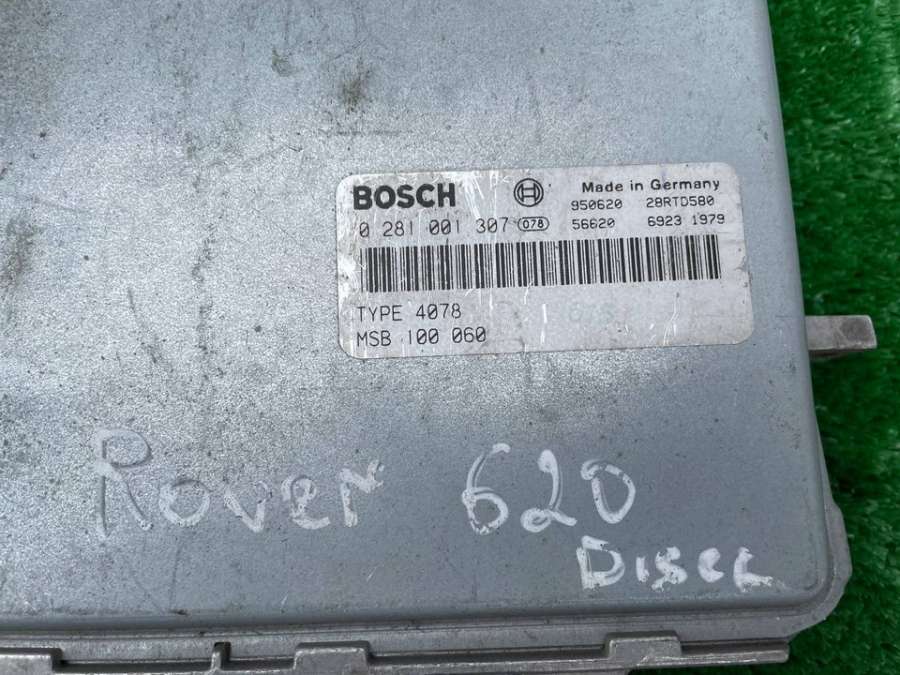 BOSCH
Made in Germany
950620 28RTD580
0 281 001 307 078
56620 6923 1979
TYPE 4078
MSB 100 060
Rover 620